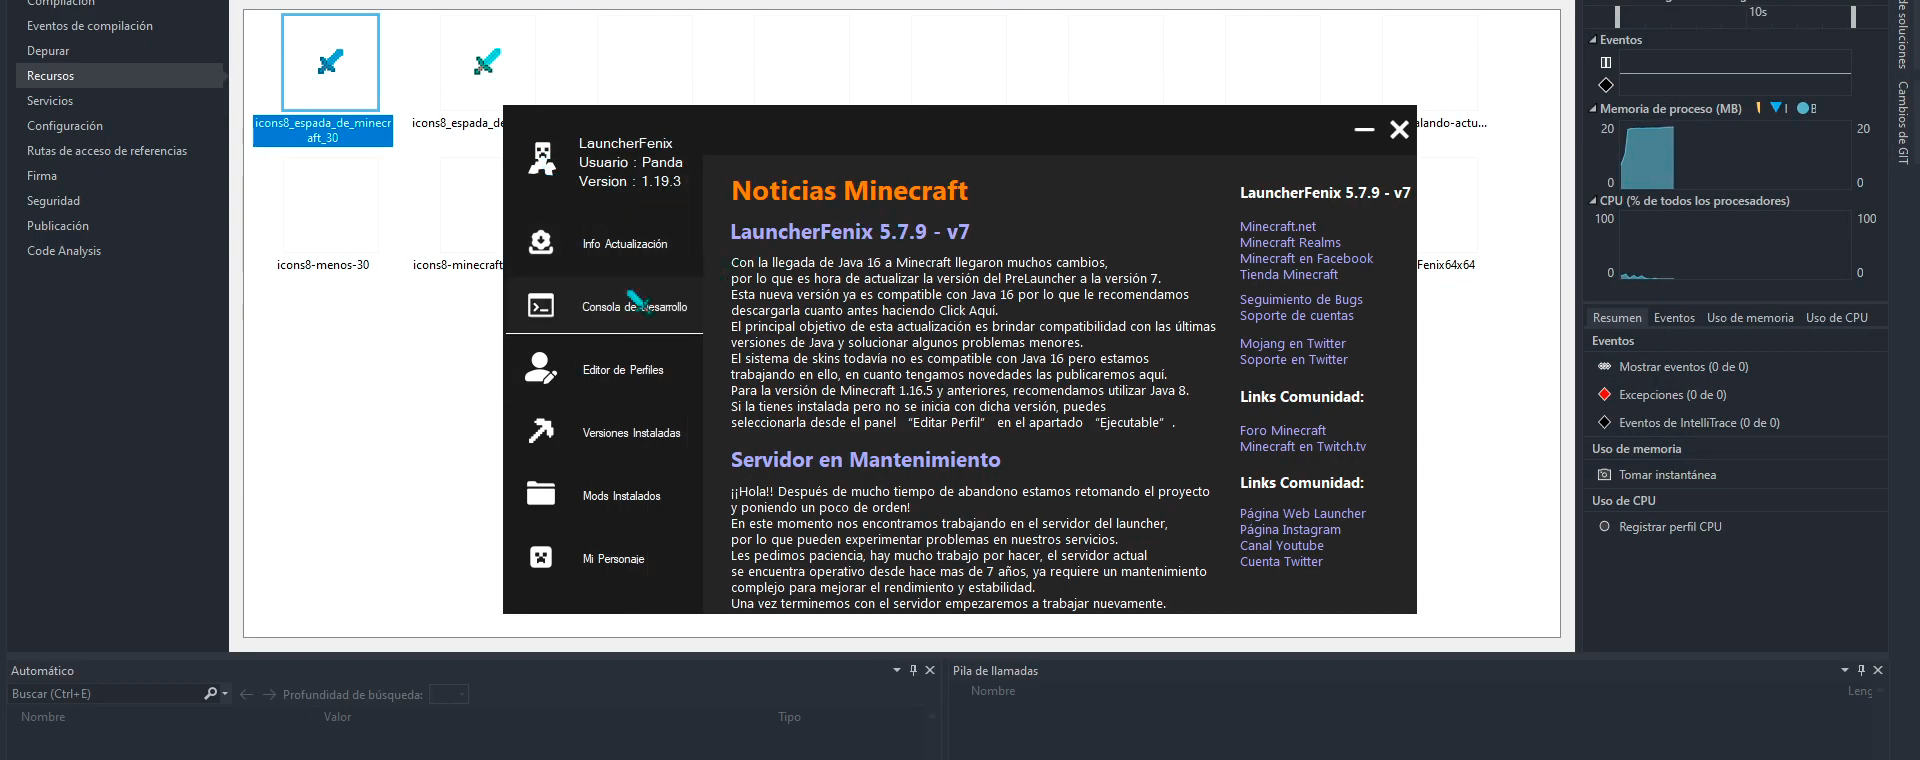 Compilación
Eventos de compilación
Depurar
Recursos
Servicios
Configuración
Rutas de acceso de referencias
Firma
Seguridad
Publicación
Code Analysis
icons8_espada_de_minecr
aft_30
icons8_espada_de
alando-actu...
icons8-menos-30
icons8-minecraft
Fenix64x64
LauncherFenix
Usuario : Panda
Version : 1.19.3
Info Actualización
Consola de Desarrollo
Editor de Perfiles
Versiones Instaladas
Mods Instalados
Mi Personaje
Noticias Minecraft
LauncherFenix 5.7.9 - v7
Con la llegada de Java 16 a Minecraft llegaron muchos cambios,
por lo que es hora de actualizar la versión del PreLauncher a la versión 7.
Esta nueva versión ya es compatible con Java 16 por lo que le recomendamos
descargarla cuanto antes haciendo Click Aquí.
El principal objetivo de esta actualización es brindar compatibilidad con las últimas
versiones de Java y solucionar algunos problemas menores.
El sistema de skins todavía no es compatible con Java 16 pero estamos
trabajando en ello, en cuanto tengamos novedades las publicaremos aquí.
Para la versión de Minecraft 1.16.5 y anteriores, recomendamos utilizar Java 8.
Si la tienes instalada pero no se inicia con dicha versión, puedes
seleccionarla desde el panel “Editar Perfil” en el apartado “Ejecutable” .
Servidor en Mantenimiento
¡¡Hola!! Después de mucho tiempo de abandono estamos retomando el proyecto
y poniendo un poco de orden!
En este momento nos encontramos trabajando en el servidor del launcher,
por lo que pueden experimentar problemas en nuestros servicios.
Les pedimos paciencia, hay mucho trabajo por hacer, el servidor actual
se encuentra operativo desde hace mas de 7 años, ya requiere un mantenimiento
complejo para mejorar el rendimiento y estabilidad.
Una vez terminemos con el servidor empezaremos a trabajar nuevamente.
LauncherFenix 5.7.9 - v7
Minecraft.net
Minecraft Realms
Minecraft en Facebook
Tienda Minecraft
Seguimiento de Bugs
Soporte de cuentas
Mojang en Twitter
Soporte en Twitter
Links Comunidad:
Foro Minecraft
Minecraft en Twitch.tv
Links Comunidad:
Página Web Launcher
Página Instagram
Canal Youtube
Cuenta Twitter
10s
Eventos
Memoria de proceso (MB)
20
20
0
0
CPU (% de todos los procesadores)
100
100
0
0
Resumen Eventos Uso de memoria Uso de CPU
Eventos
Mostrar eventos (0 de 0)
Excepciones (0 de 0)
Eventos de IntelliTrace (0 de 0)
Uso de memoria
Tomar instantánea
Uso de CPU
Registrar perfil CPU
de soluciones
Cambios de GIT
Automático
Buscar (Ctrl+E)
Profundidad de búsqueda:
Nombre Valor Tipo
Pila de llamadas
Nombre
Leng